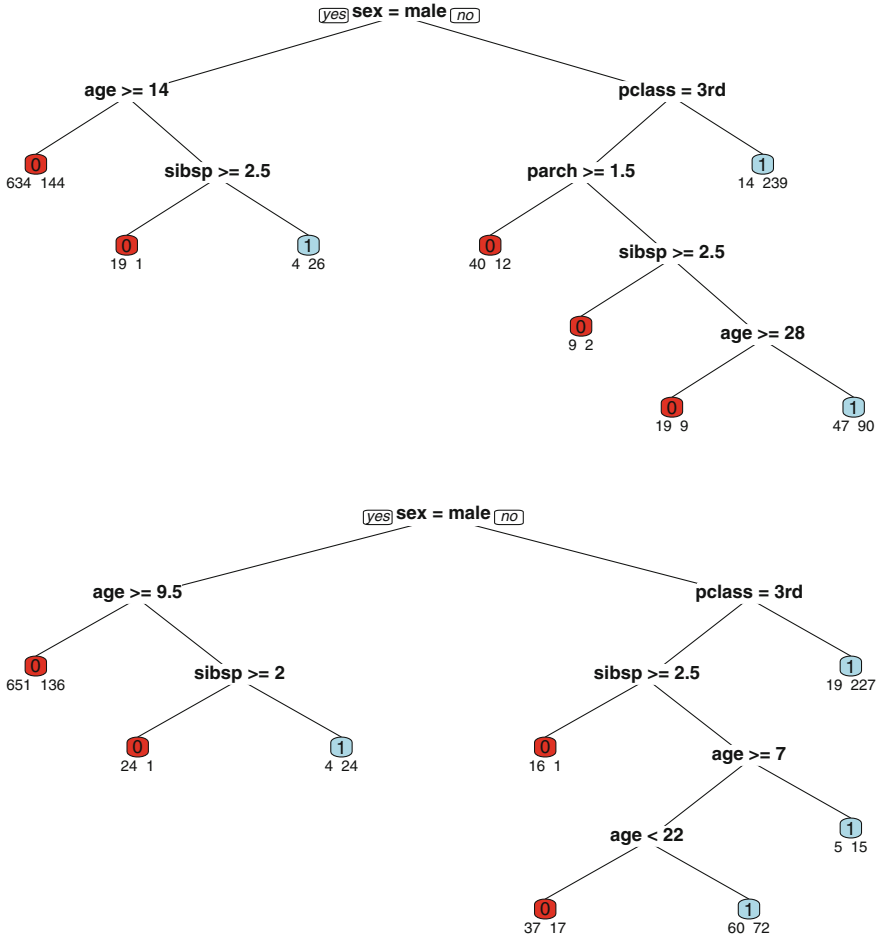 yes sex = male no
age >= 14 pclass = 3rd
0 sibsp >= 2.5 parch >= 1.5 1
634 144 14 239
0 1 0 sibsp >= 2.5
19 1 4 26 40 12
0 age >= 28
9 2
0 1
19 9 47 90
yes sex = male no
age >= 9.5 pclass = 3rd
0 sibsp >= 2 sibsp >= 2.5 1
651 136 19 227
0 1 0 age >= 7
24 1 4 24 16 1
age < 22 1
5 15
0 1
37 17 60 72